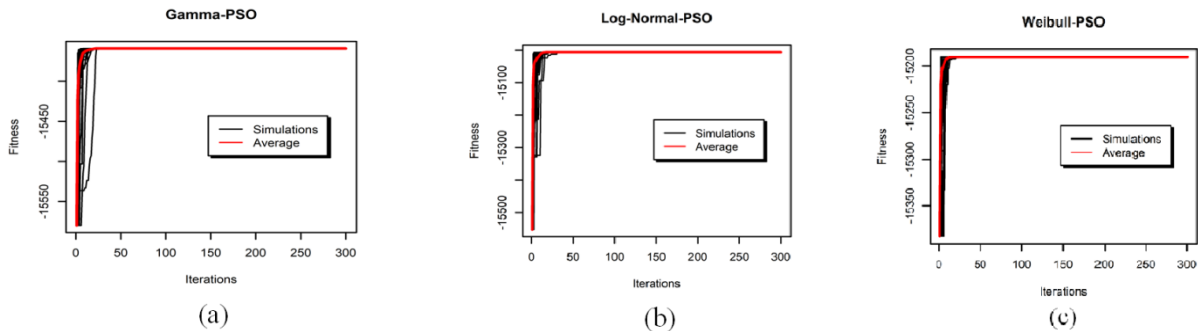 Gamma-PSO
Fitness
-15450
-15550
Simulations
Average
0 50 100 150 200 250 300
Iterations
(a)
Log-Normal-PSO
Fitness
-15100
-15300
-15500
Simulations
Average
0 50 100 150 200 250 300
Iterations
(b)
Weibull-PSO
Fitness
-15200
-15250
-15300
-15350
Simulations
Average
0 50 100 150 200 250 300
Iterations
(c)